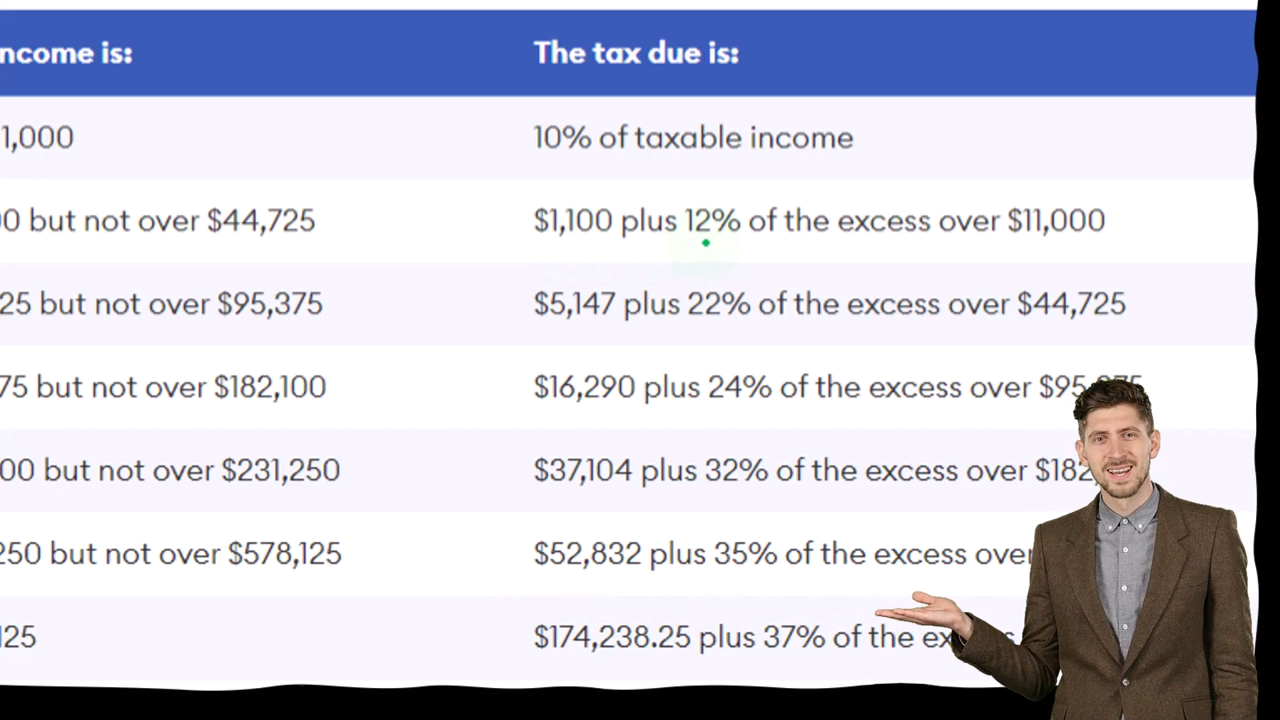 ncome is: The tax due is:
1,000 10% of taxable income
00 but not over $44,725 $1,100 plus 12% of the excess over $11,000
25 but not over $95,375 $5,147 plus 22% of the excess over $44,725
75 but not over $182,100 $16,290 plus 24% of the excess over
00 but not over $231,250 $37,104 plus 32% of the excess over
250 but not over $578,125 $52,832 plus 35% of the excess over
125 $174,238.25 plus 37% of the